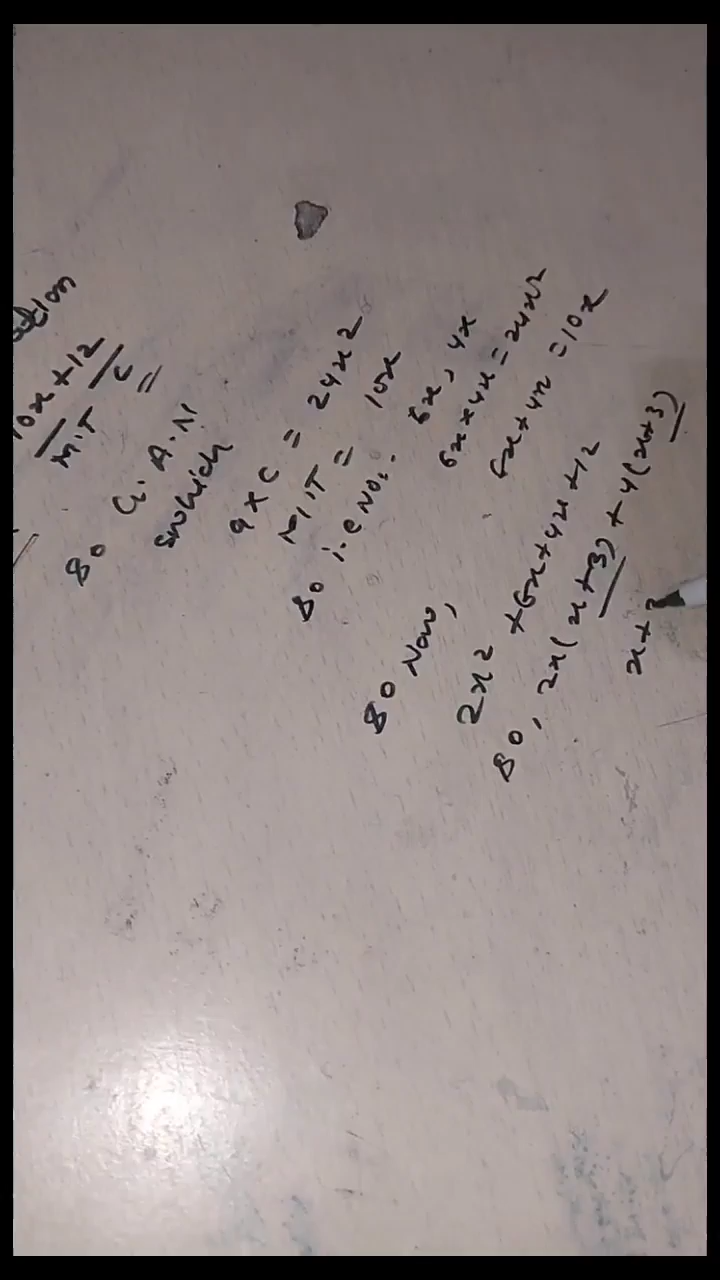 10x + 12
M.T C =
So G. A. N
which
a x c = 24x2
M.T = 10x
So i.e No: 6x, 4x
6x x 4x = 24x2
6x + 4x = 10x
So Now,
2x2 + 6x + 4x + 12
So, 2x(x+3) + 4(x+3)
x+3